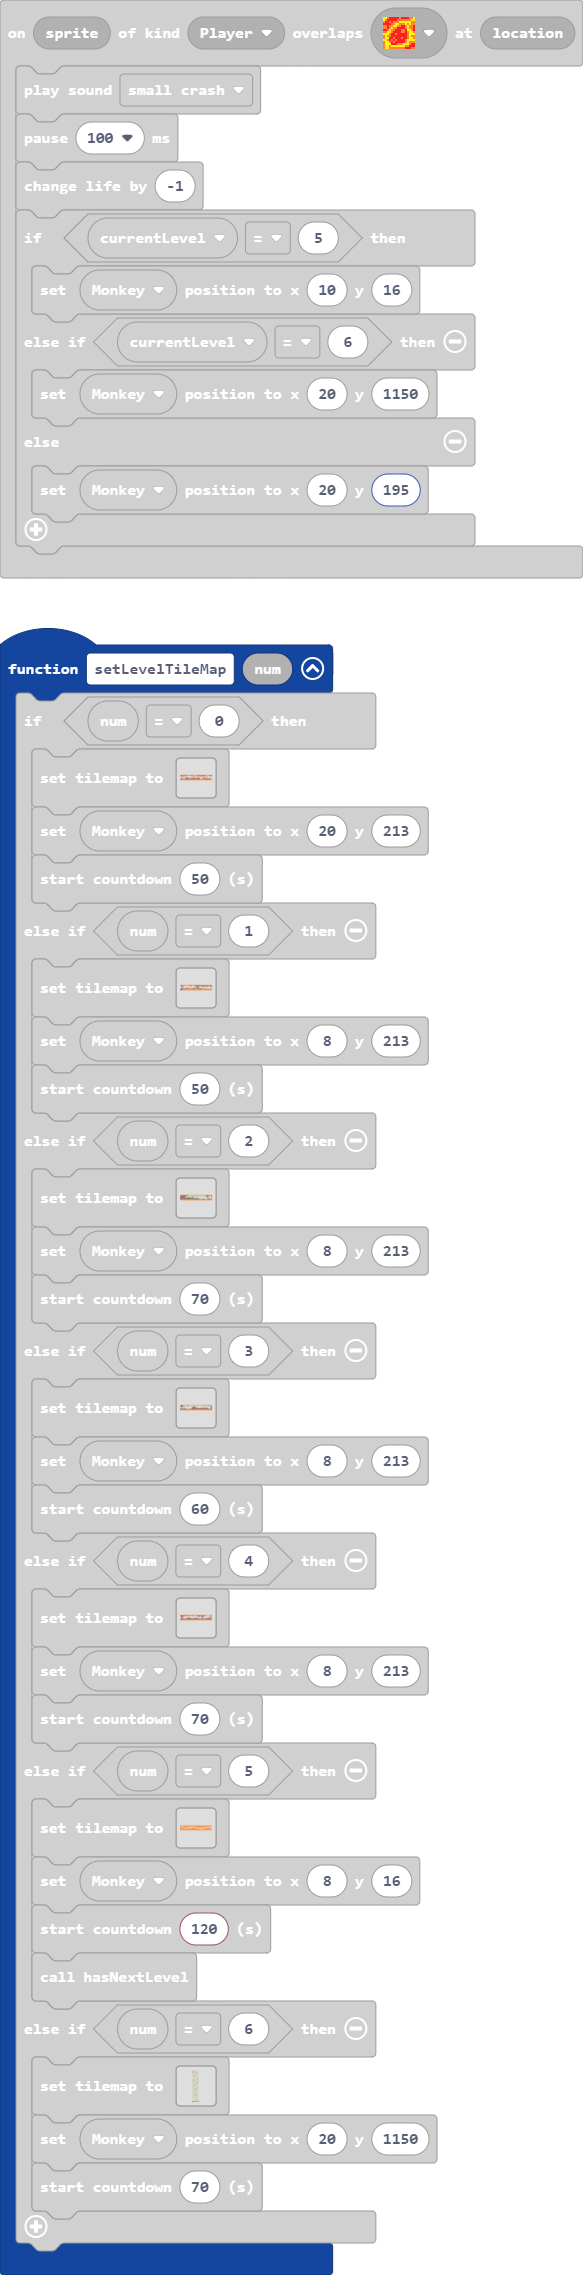 on sprite of kind Player overlaps at location
play sound small crash
pause 100 ms
change life by -1
if currentLevel = 5 then
set Monkey position to x 10 y 16
else if currentLevel = 6 then
set Monkey position to x 20 y 1150
else
set Monkey position to x 20 y 195
function setLevelTileMap num
if num = 0 then
set tilemap to
set Monkey position to x 20 y 213
start countdown 50 (s)
else if num = 1 then
set tilemap to
set Monkey position to x 8 y 213
start countdown 50 (s)
else if num = 2 then
set tilemap to
set Monkey position to x 8 y 213
start countdown 70 (s)
else if num = 3 then
set tilemap to
set Monkey position to x 8 y 213
start countdown 60 (s)
else if num = 4 then
set tilemap to
set Monkey position to x 8 y 213
start countdown 70 (s)
else if num = 5 then
set tilemap to
set Monkey position to x 8 y 16
start countdown 120 (s)
call hasNextLevel
else if num = 6 then
set tilemap to
set Monkey position to x 20 y 1150
start countdown 70 (s)